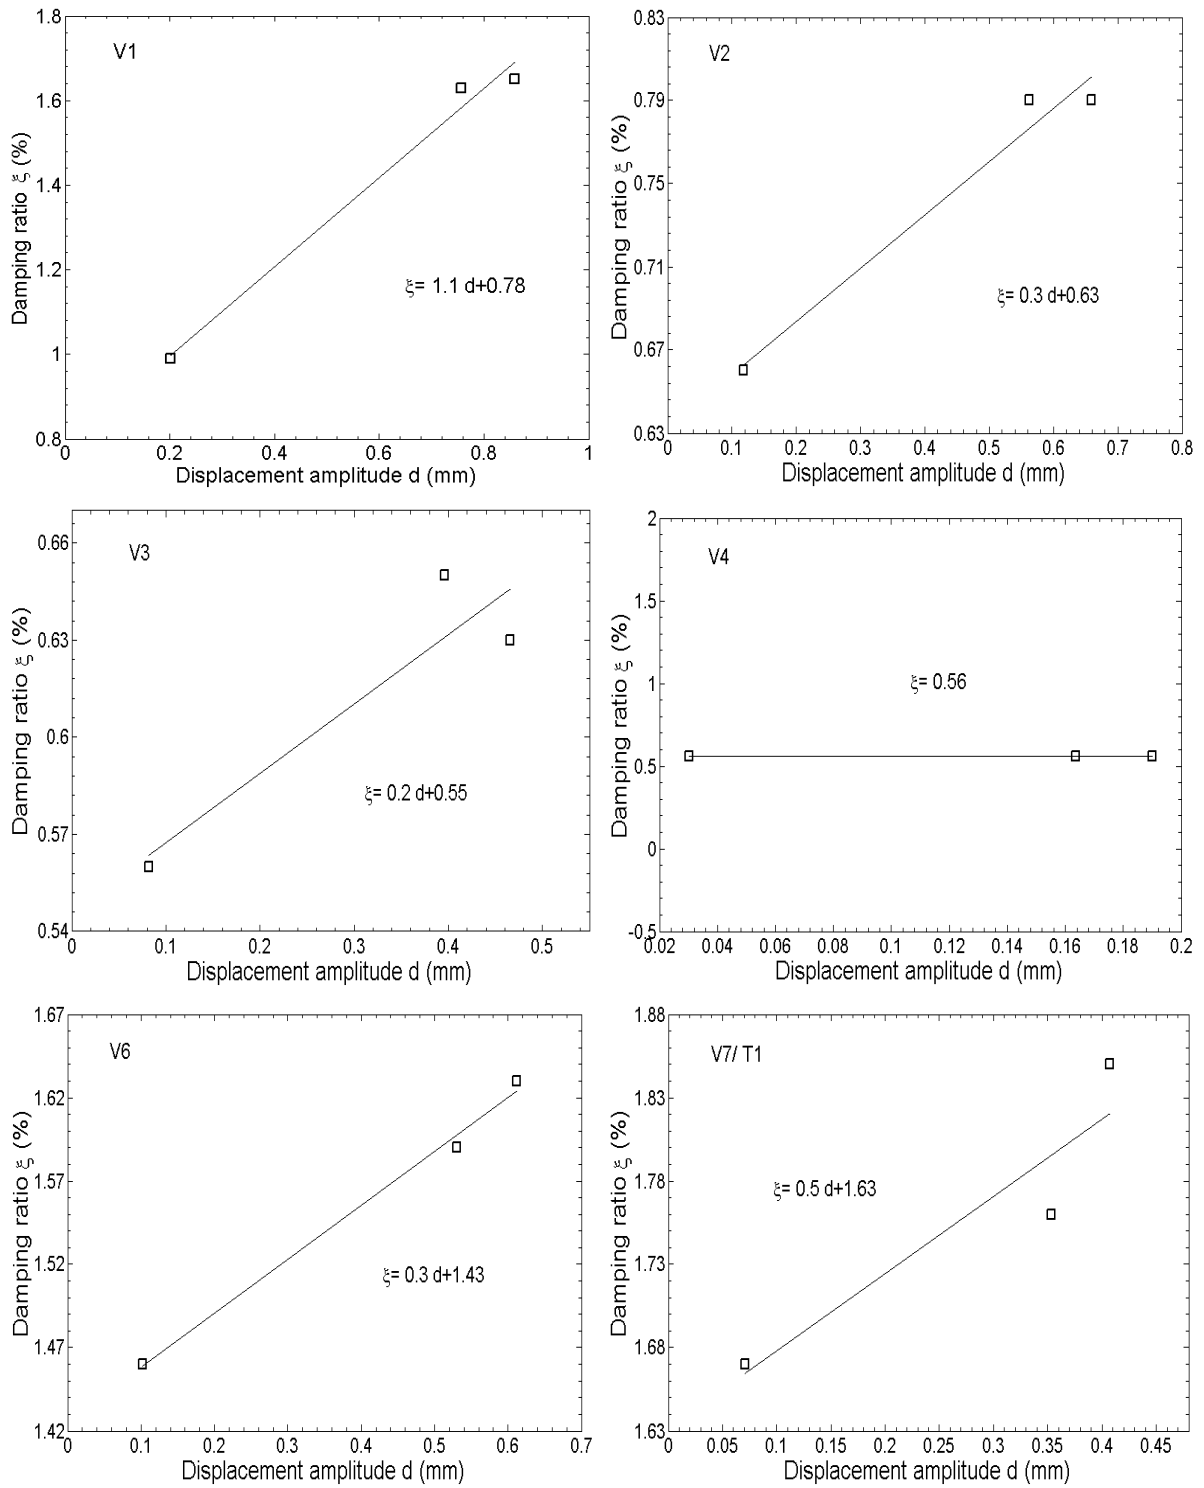 V1
Damping ratio ξ (%)
1.8
1.6
1.4
1.2
1
0.8
ξ= 1.1 d+0.78
0 0.2 0.4 0.6 0.8 1
Displacement amplitude d (mm)
V2
Damping ratio ξ (%)
0.83
0.79
0.75
0.71
0.67
0.63
ξ= 0.3 d+0.63
0 0.1 0.2 0.3 0.4 0.5 0.6 0.7 0.8
Displacement amplitude d (mm)
V3
Damping ratio ξ (%)
0.66
0.63
0.6
0.57
0.54
ξ= 0.2 d+0.55
0 0.1 0.2 0.3 0.4 0.5
Displacement amplitude d (mm)
V4
Damping ratio ξ (%)
2
1.5
1
0.5
0
-0.5
ξ= 0.56
0.02 0.04 0.06 0.08 0.10 0.12 0.14 0.16 0.18 0.2
Displacement amplitude d (mm)
V6
Damping ratio ξ (%)
1.67
1.62
1.57
1.52
1.47
1.42
ξ= 0.3 d+1.43
0 0.1 0.2 0.3 0.4 0.5 0.6 0.7
Displacement amplitude d (mm)
V7/ T1
Damping ratio ξ (%)
1.88
1.83
1.78
1.73
1.68
1.63
ξ= 0.5 d+1.63
0 0.05 0.1 0.15 0.2 0.25 0.3 0.35 0.4 0.45
Displacement amplitude d (mm)